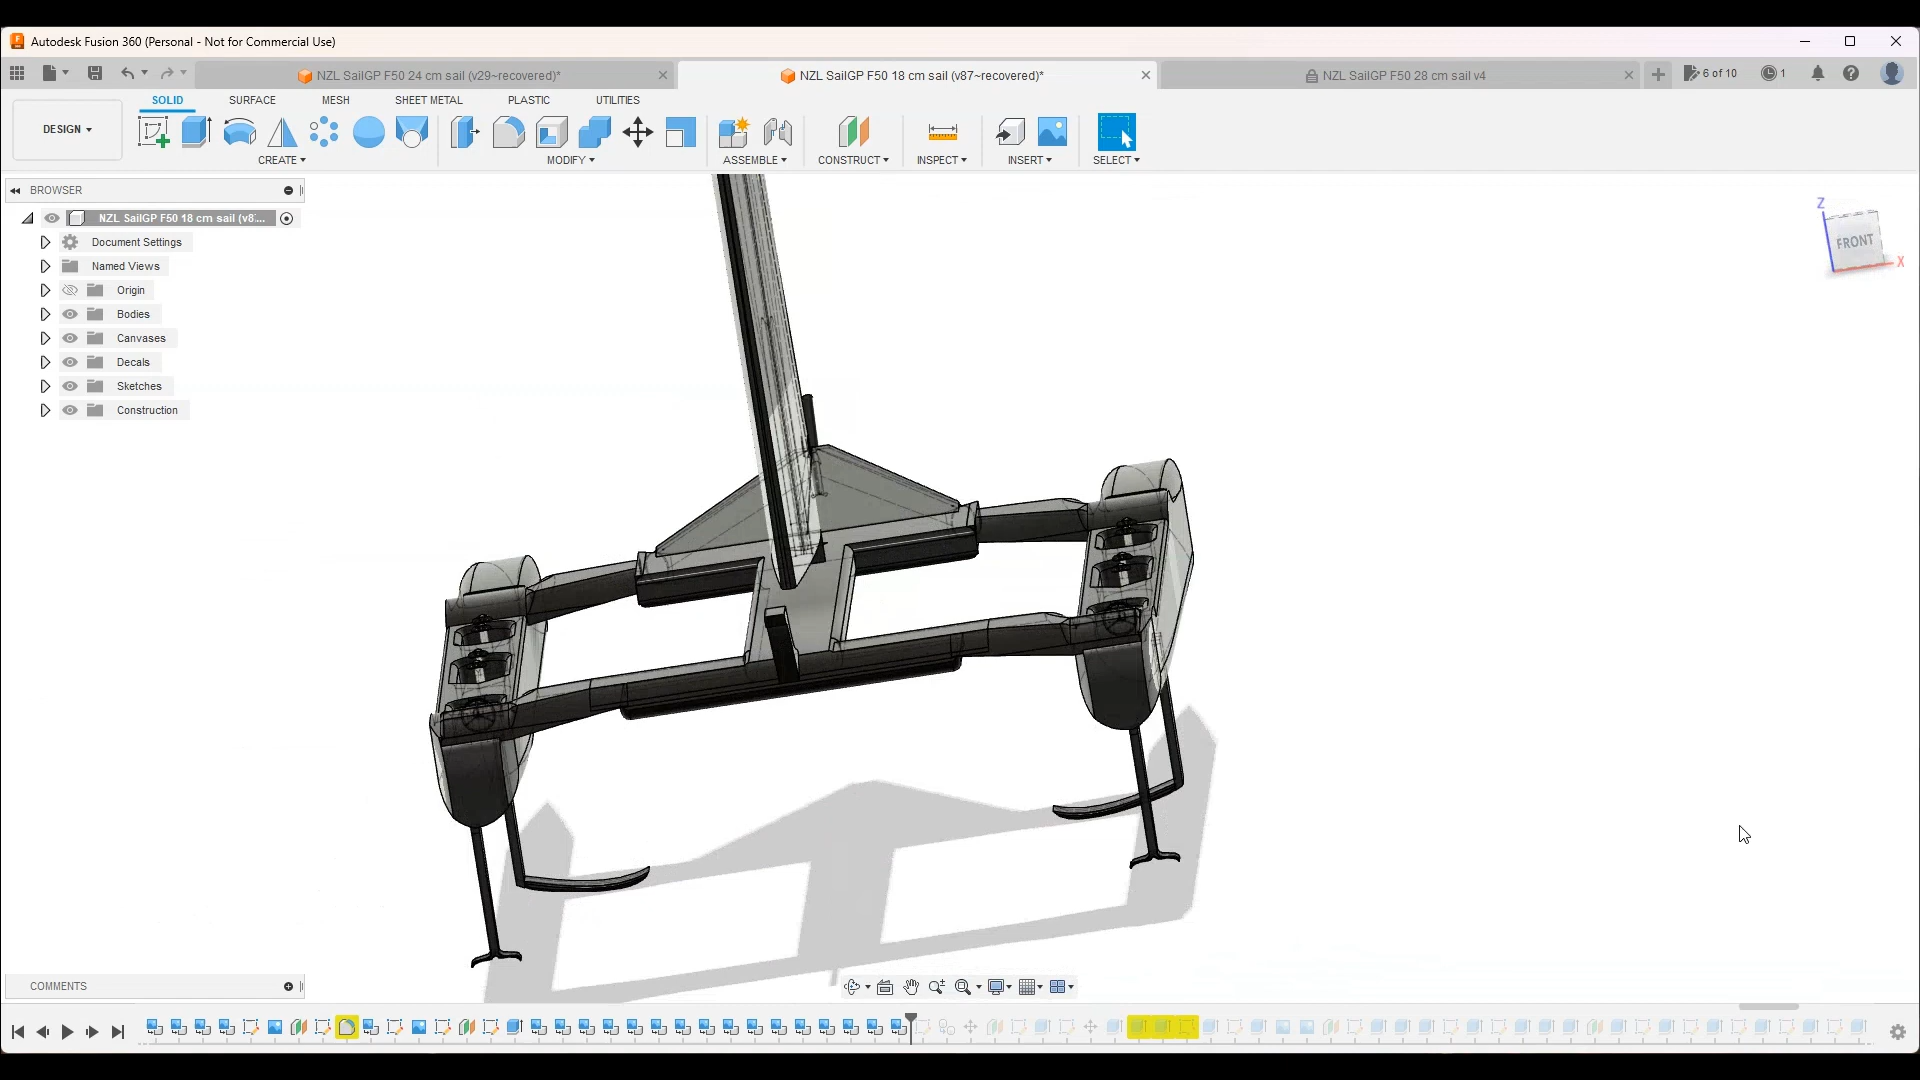 Autodesk Fusion 360 (Personal - Not for Commercial Use)
NZL SailGP F50 24 cm sail (v29~recovered)*
NZL SailGP F50 18 cm sail (v87~recovered)*
NZL SailGP F50 28 cm sail v4
6 of 10
1
DESIGN
SOLID
SURFACE
MESH
SHEET METAL
PLASTIC
UTILITIES
CREATE
MODIFY
ASSEMBLE
CONSTRUCT
INSPECT
INSERT
SELECT
BROWSER
NZL SailGP F50 18 cm sail (v8...
Document Settings
Named Views
Origin
Bodies
Canvases
Decals
Sketches
Construction
Z
FRONT
X
COMMENTS